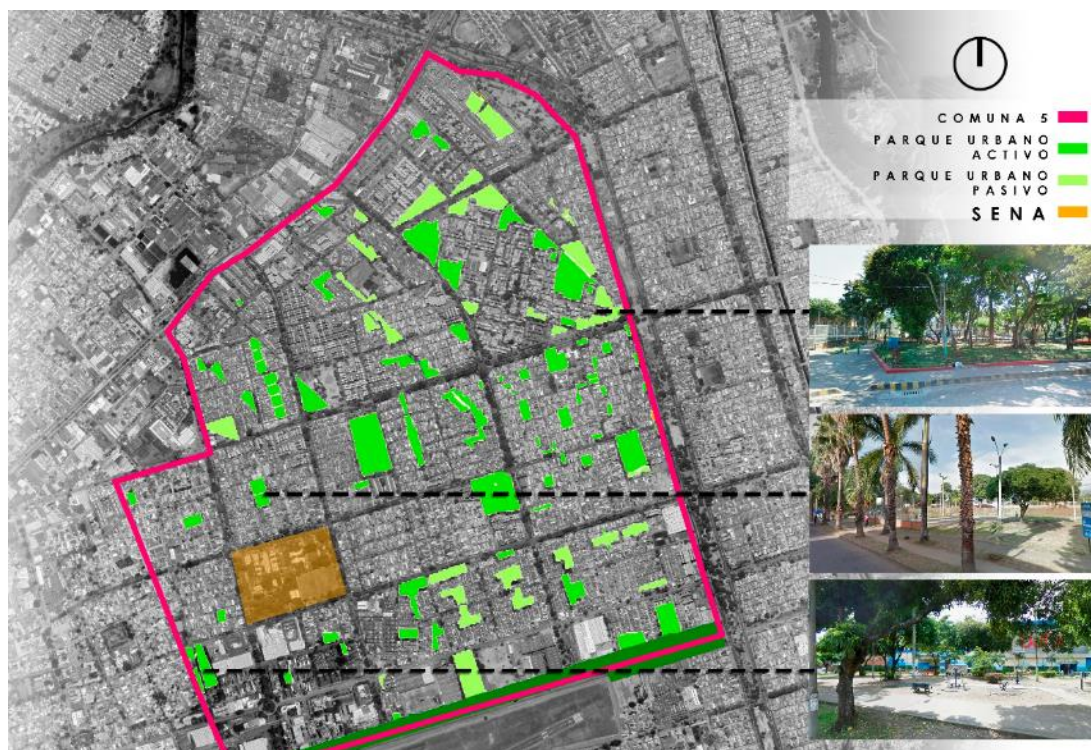 COMUNA 5
PARQUE URBANO
ACTIVO
PARQUE URBANO
PASIVO
SENA